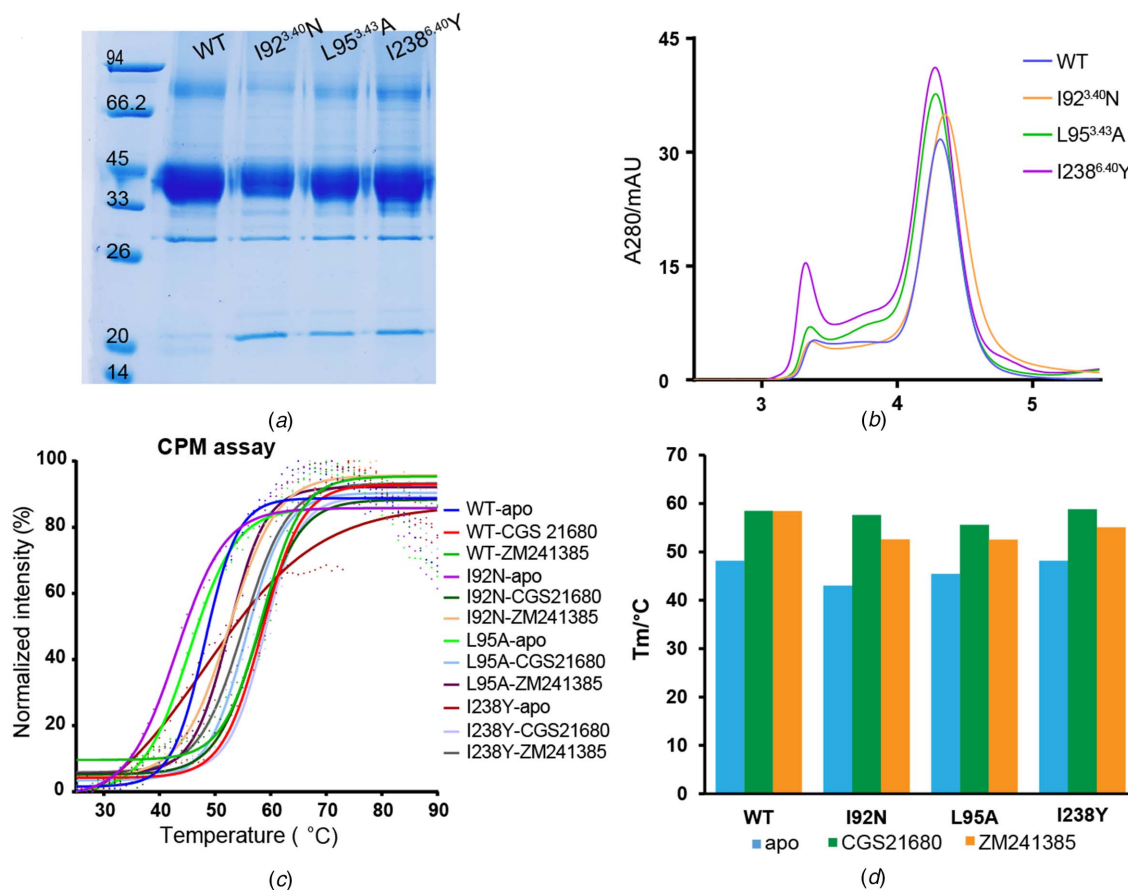 WT I92^3.40N L95^3.43A I238^6.40Y
94
66.2
45
33
26
20
14
(a)
45
30
15
0
A280/mAU
3 4 5
WT
I92^3.40N
L95^3.43A
I238^6.40Y
(b)
CPM assay
100
80
60
40
20
0
Normalized intensity (%)
30 40 50 60 70 80 90
Temperature ( °C)
WT-apo
WT-CGS 21680
WT-ZM241385
I92N-apo
I92N-CGS21680
I92N-ZM241385
L95A-apo
L95A-CGS21680
L95A-ZM241385
I238Y-apo
I238Y-CGS21680
I238Y-ZM241385
(c)
70
60
50
40
30
20
10
0
Tm/°C
WT I92N L95A I238Y
apo CGS21680 ZM241385
(d)